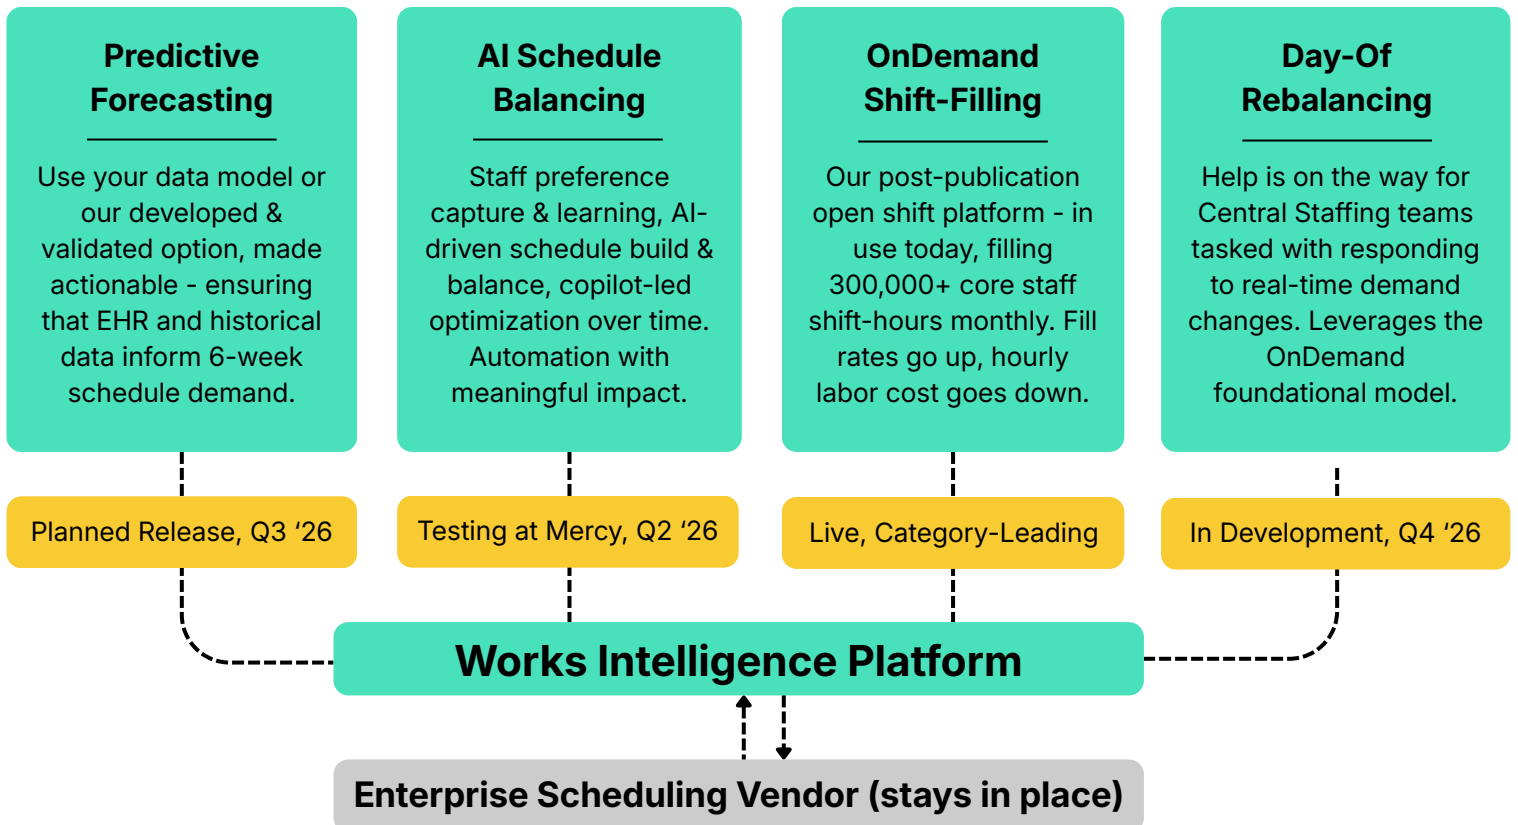 Predictive
Forecasting
Use your data model or
our developed &
validated option, made
actionable - ensuring
that EHR and historical
data inform 6-week
schedule demand.
Planned Release, Q3 ‘26
AI Schedule
Balancing
Staff preference
capture & learning, AI-
driven schedule build &
balance, copilot-led
optimization over time.
Automation with
meaningful impact.
Testing at Mercy, Q2 ‘26
OnDemand
Shift-Filling
Our post-publication
open shift platform - in
use today, filling
300,000+ core staff
shift-hours monthly. Fill
rates go up, hourly
labor cost goes down.
Live, Category-Leading
Day-Of
Rebalancing
Help is on the way for
Central Staffing teams
tasked with responding
to real-time demand
changes. Leverages the
OnDemand
foundational model.
In Development, Q4 ‘26
Works Intelligence Platform
Enterprise Scheduling Vendor (stays in place)